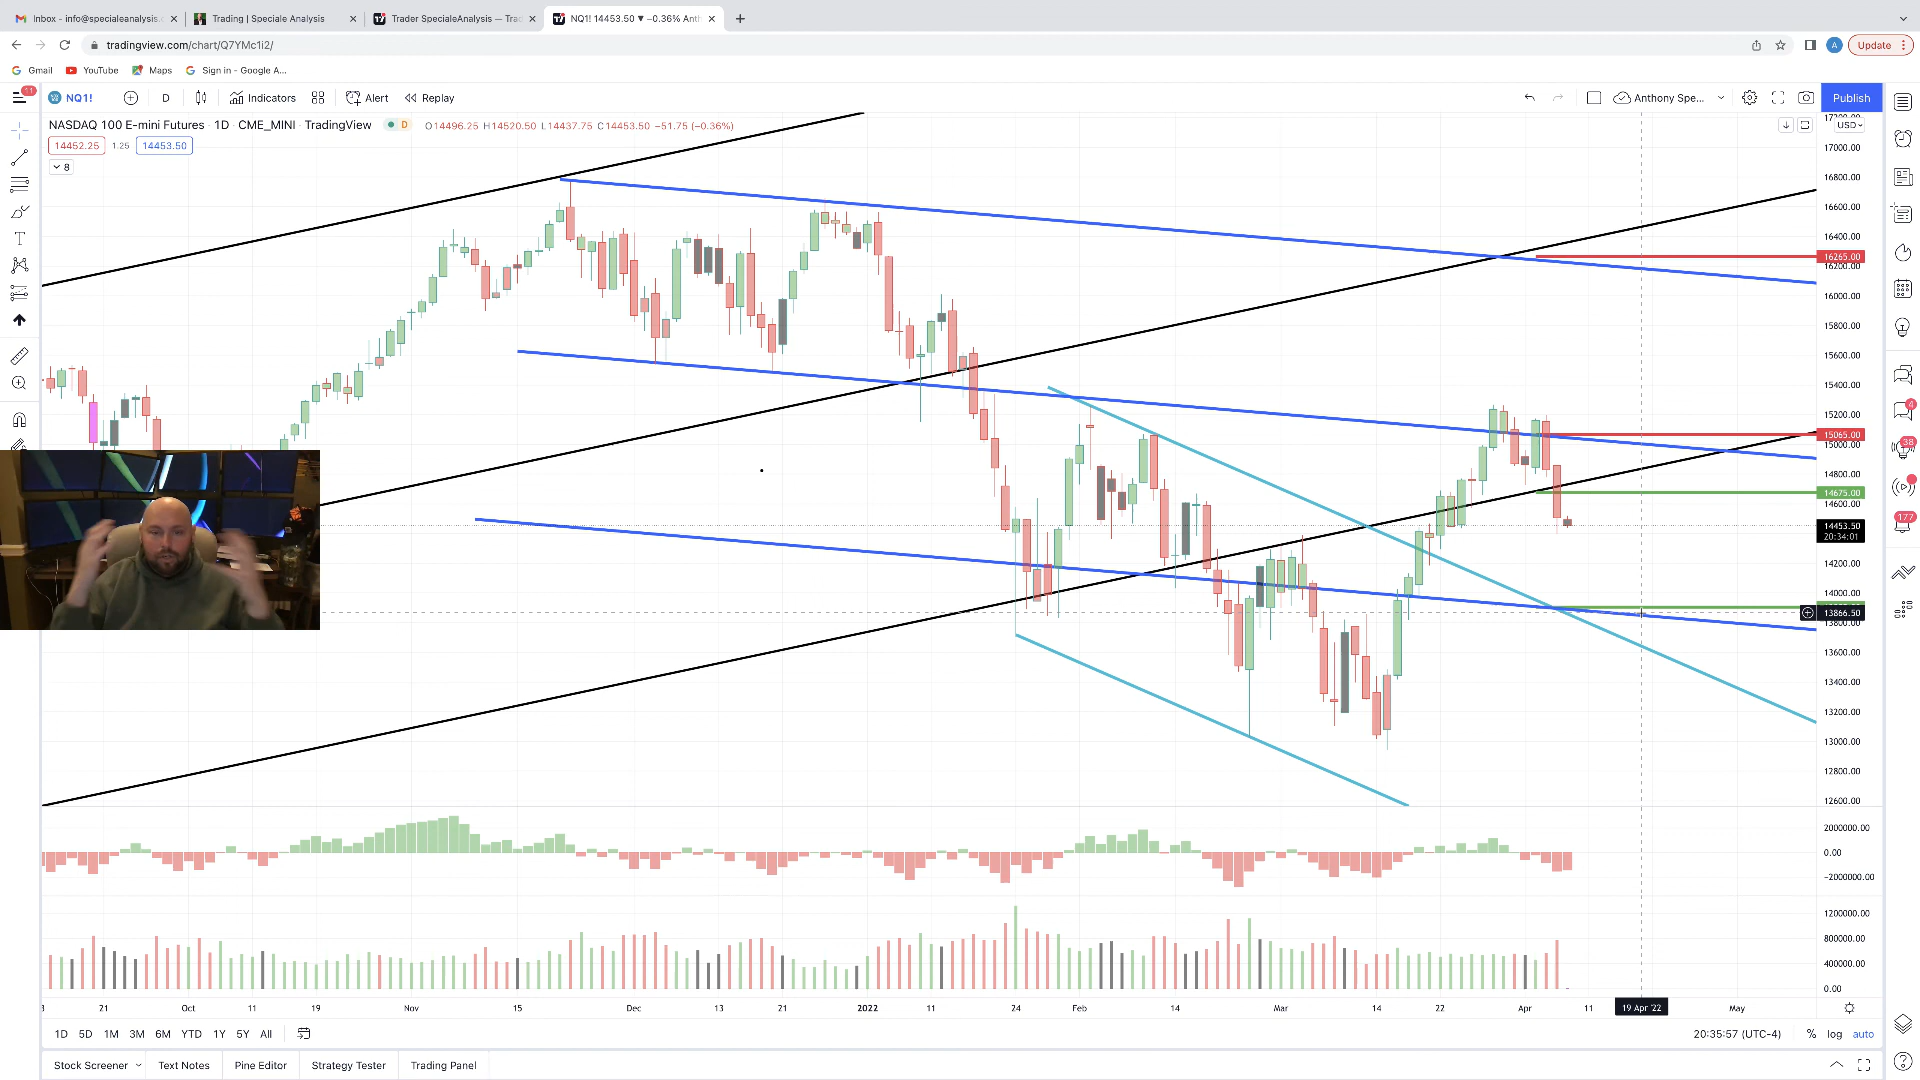 Inbox - info@specialeanalysis.c
Trading | Speciale Analysis
Trader SpecialeAnalysis — Trad
NQ1! 14453.50 ▼ −0.36% Anth
tradingview.com/chart/Q7YMc1i2/
A
Update
Gmail
YouTube
Maps
Sign in - Google A...
11
NQ1!
D
Indicators
Alert
Replay
Anthony Spe...
Publish
NASDAQ 100 E-mini Futures · 1D · CME_MINI · TradingView
D
O14496.25 H14520.50 L14437.75 C14453.50 −51.75 (−0.36%)
USD
14452.25
1.25
14453.50
8
17200.00
17000.00
16800.00
16600.00
16400.00
16265.00
16200.00
16000.00
15800.00
15600.00
15400.00
15200.00
15065.00
15000.00
14800.00
14675.00
14600.00
14453.50
20:34:01
14200.00
14000.00
13866.50
13800.00
13600.00
13400.00
13200.00
13000.00
12800.00
12600.00
2000000.00
0.00
−2000000.00
1200000.00
800000.00
400000.00
0.00
4
38
177
21
Oct
11
19
Nov
15
Dec
13
21
2022
11
24
Feb
14
Mar
14
22
Apr
11
19 Apr '22
May
1D
5D
1M
3M
6M
YTD
1Y
5Y
All
20:35:57 (UTC-4)
%
log
auto
Stock Screener
Text Notes
Pine Editor
Strategy Tester
Trading Panel